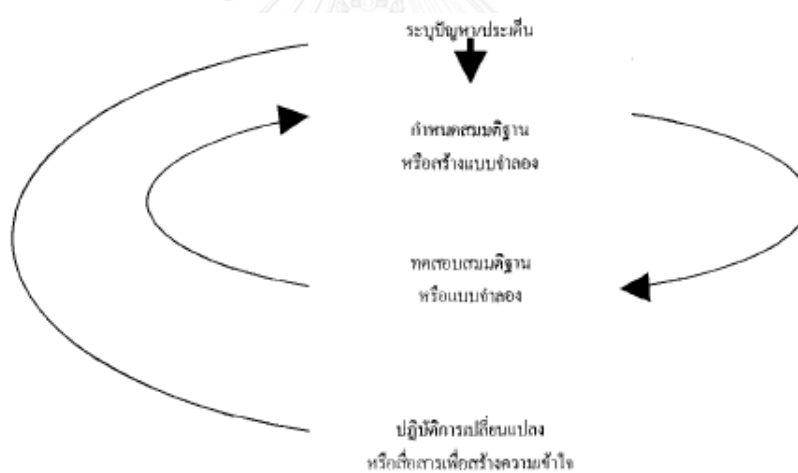 ระบุปัญหา/ประเด็น
กำหนดสมมติฐาน
หรือสร้างแบบจำลอง
ทดสอบสมมติฐาน
หรือแบบจำลอง
ปฏิบัติการเปลี่ยนแปลง
หรือสื่อสารเพื่อสร้างความเข้าใจ